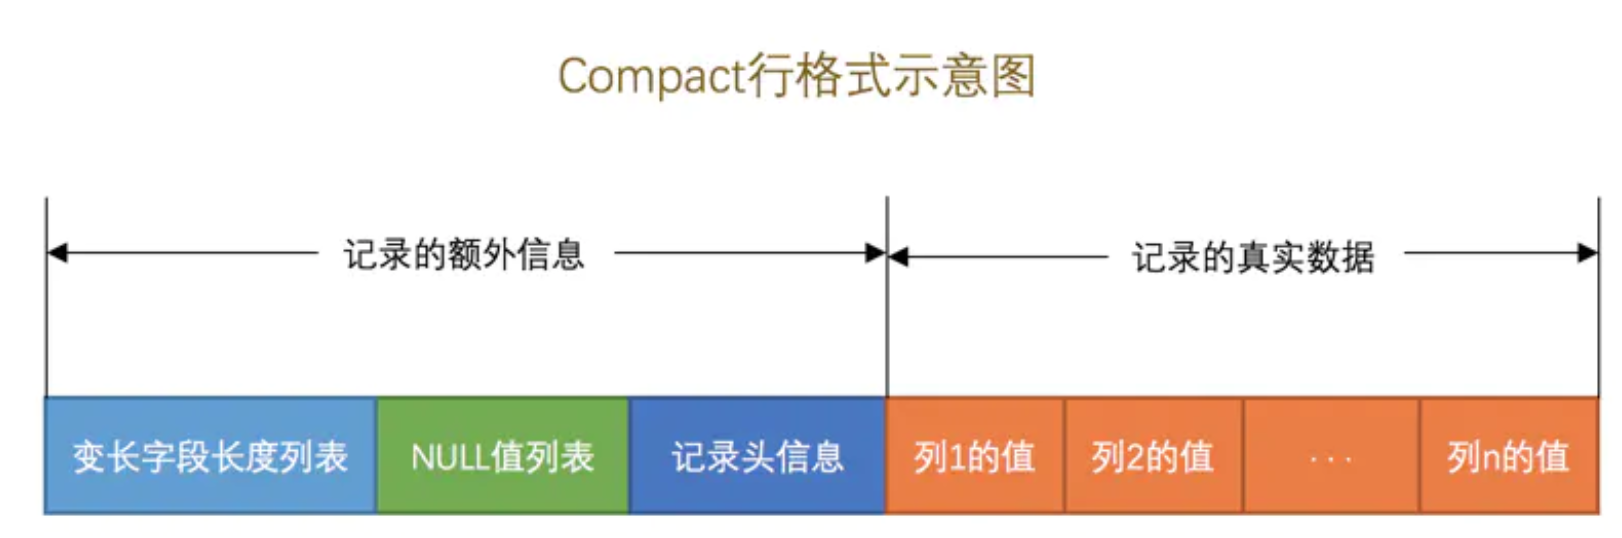 Compact行格式示意图
记录的额外信息
记录的真实数据
变长字段长度列表
NULL值列表
记录头信息
列1的值
列2的值
···
列n的值